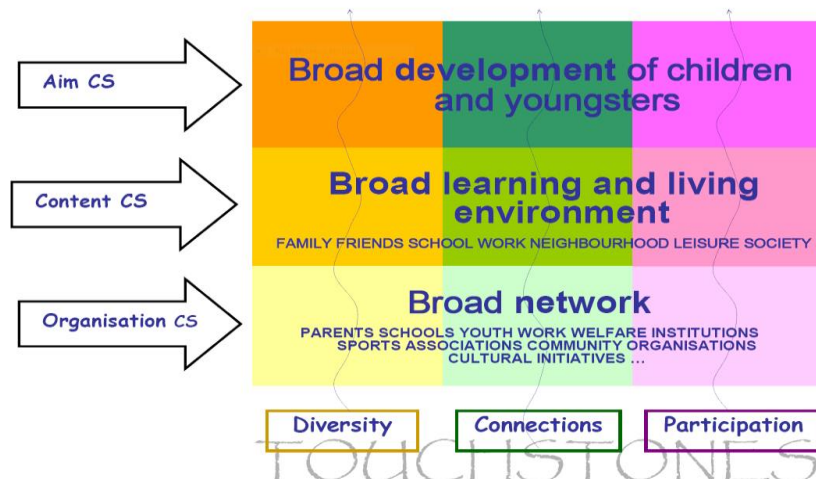 Aim CS
Broad development of children
and youngsters
Content CS
Broad learning and living
environment
FAMILY FRIENDS SCHOOL WORK NEIGHBOURHOOD LEISURE SOCIETY
Organisation CS
Broad network
PARENTS SCHOOLS YOUTH WORK WELFARE INSTITUTIONS
SPORTS ASSOCIATIONS COMMUNITY ORGANISATIONS
CULTURAL INITIATIVES ...
Diversity
Connections
Participation
TOUCHSTONES